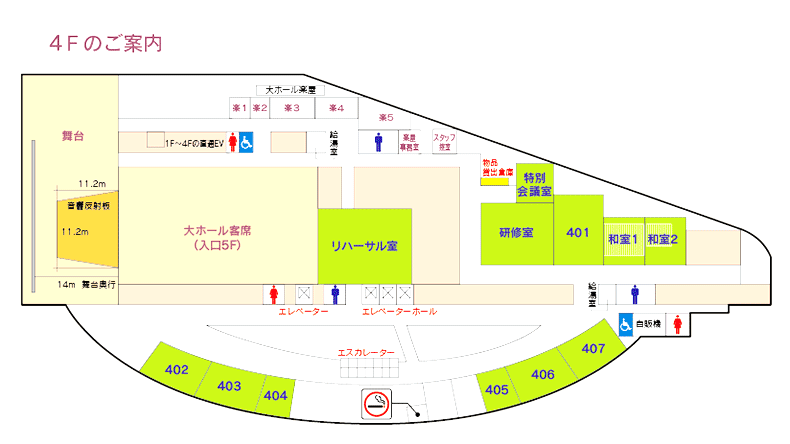 4Fのご案内
大ホール楽屋
楽1 楽2 楽3 楽4
楽5
舞台
1F～4Fの直通EV
給湯室
楽屋
事務室
スタッフ
控室
物品
貸出倉庫
特別
会議室
11.2m
音響反射板
11.2m
大ホール客席
(入口5F)
リハーサル室
研修室
401
和室1
和室2
14m 舞台奥行
エレベーター
エレベーターホール
給湯室
自販機
エスカレーター
402
403
404
405
406
407